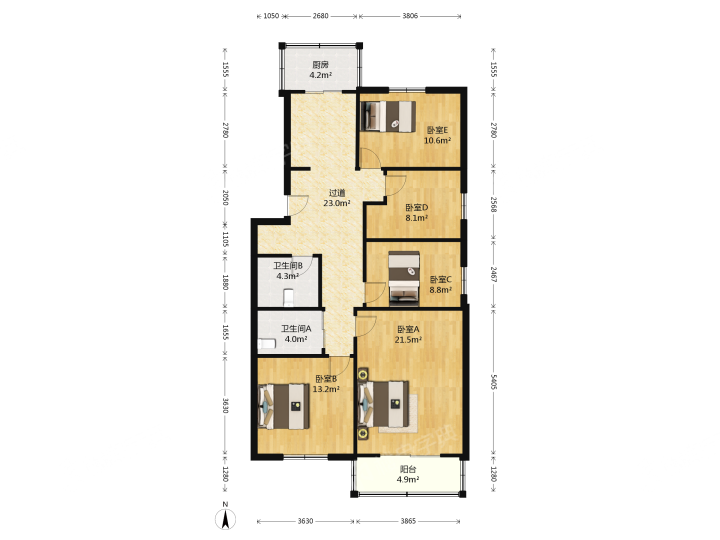 1050 2680 3806
1555
厨房
4.2m²
1555
2780
卧室E
10.6m²
2780
2050
过道
23.0m²
卧室D
8.1m²
2568
1105
卫生间B
4.3m²
1880
卧室C
8.8m²
2467
1655
卫生间A
4.0m²
卧室A
21.5m²
3630
卧室B
13.2m²
5405
1280
阳台
4.9m²
1280
N
3630 3865